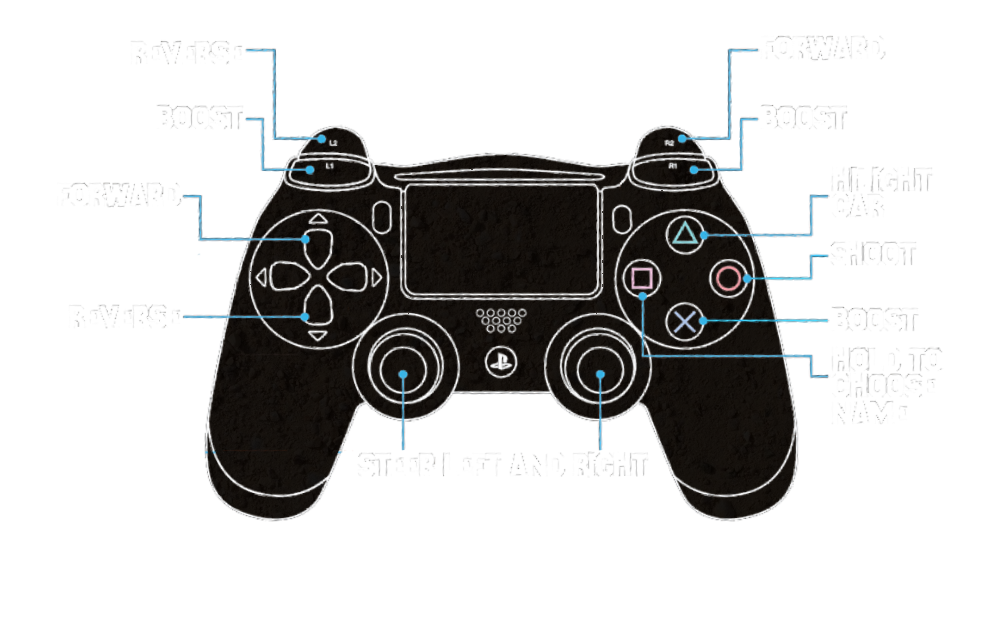 REVERSE
FORWARD
BOOST
BOOST
L2
R2
L1
R1
FORWARD
HIGHLIGHT
CAR
SHOOT
REVERSE
BOOST
HOLD TO
CHOOSE
NAME
STEER LEFT AND RIGHT